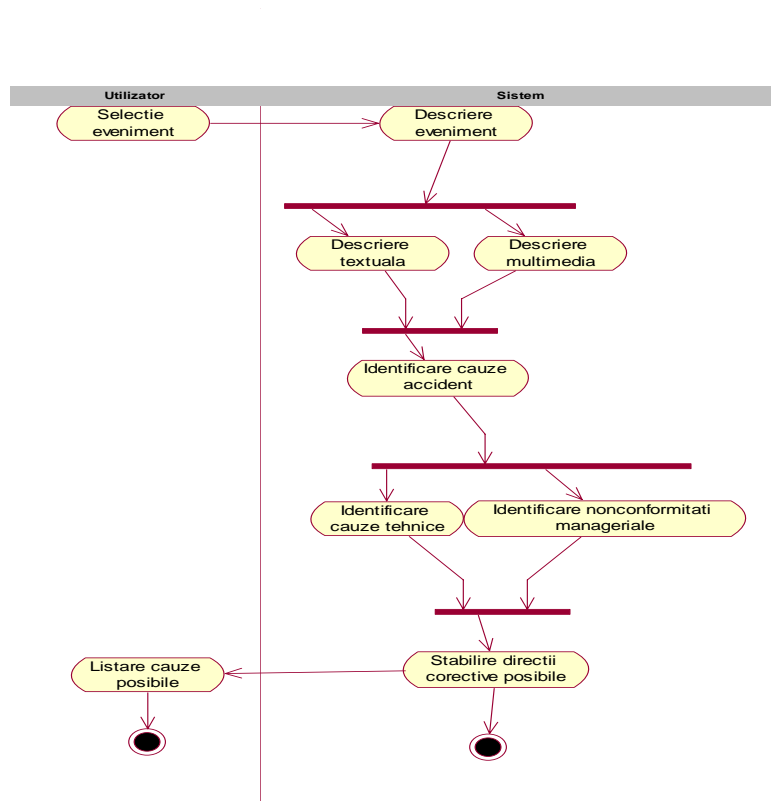 Utilizator
Sistem
Selectie
eveniment
Descriere
eveniment
Descriere
textuala
Descriere
multimedia
Identificare cauze
accident
Identificare
cauze tehnice
Identificare nonconformitati
manageriale
Listare cauze
posibile
Stabilire directii
corective posibile